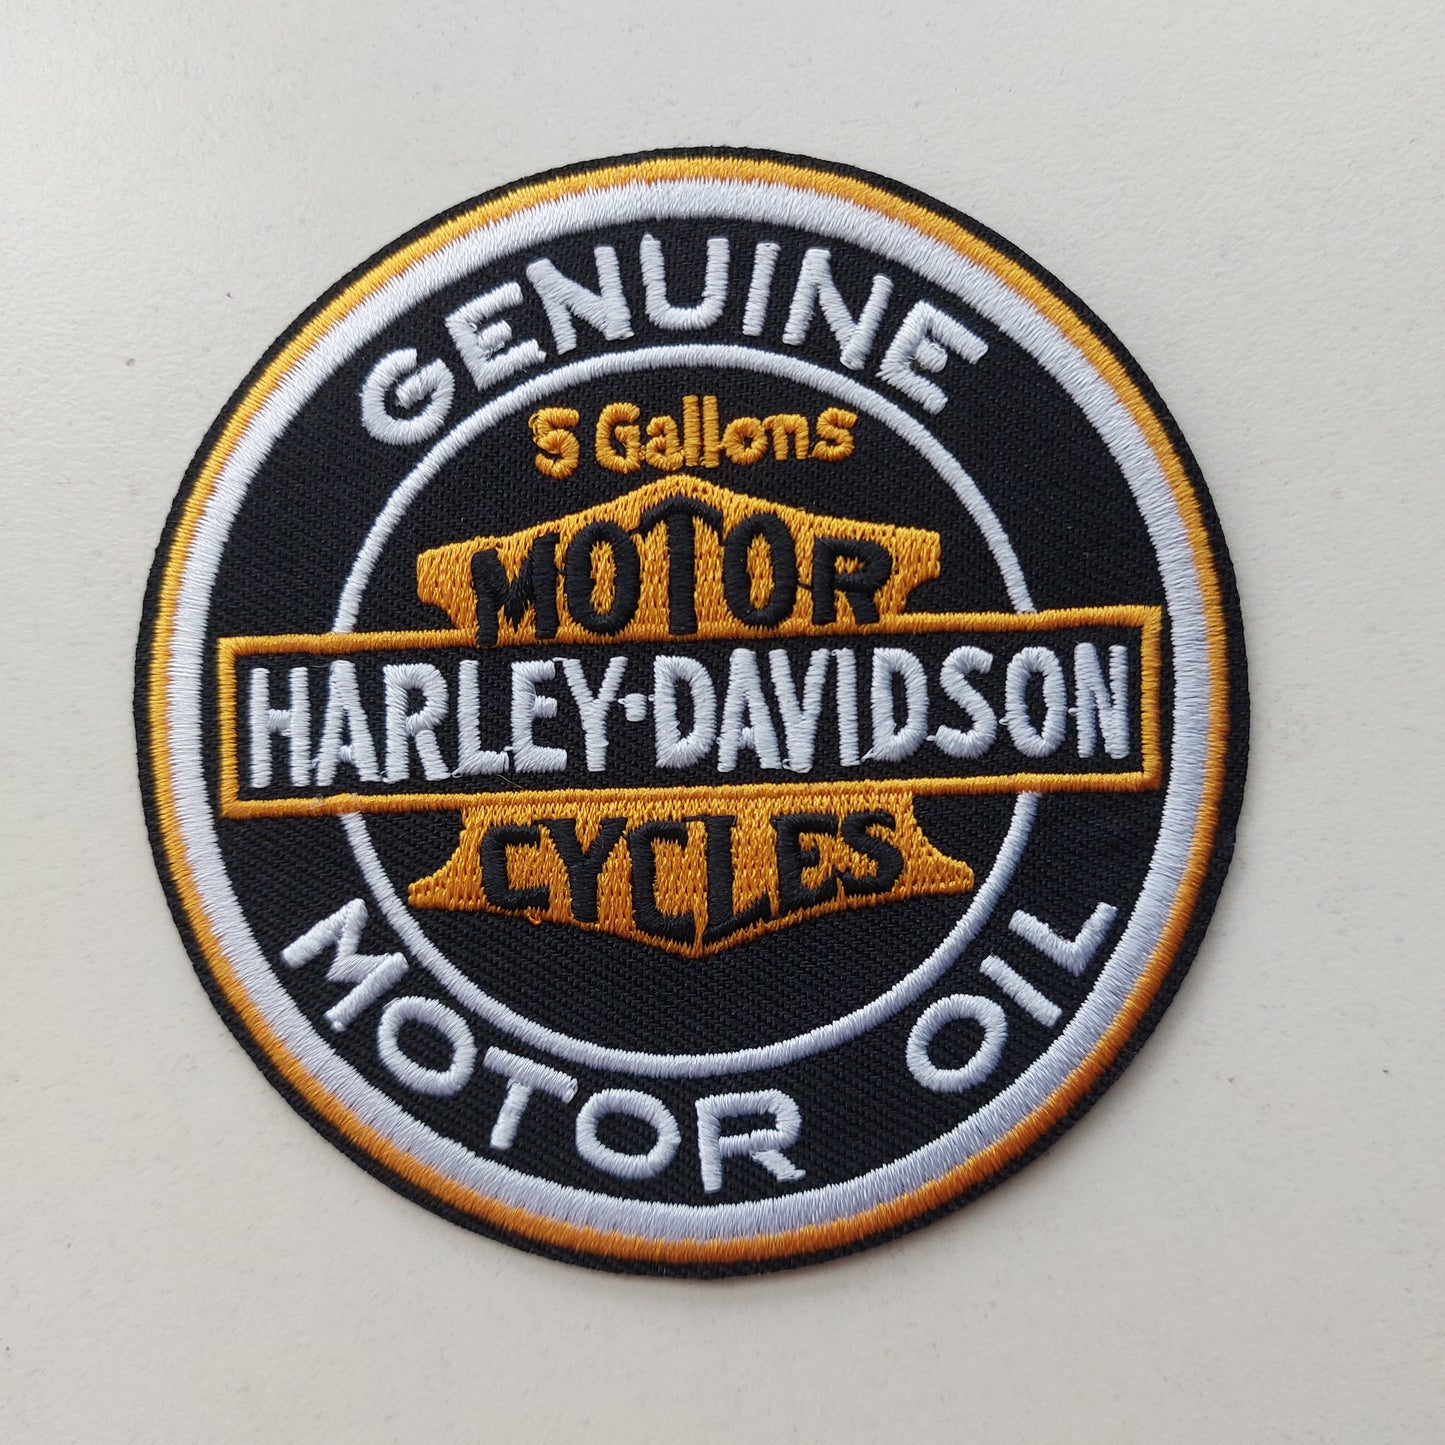 GENUINE
5 Gallons
MOTOR
HARLEY·DAVIDSON
CYCLES
MOTOR OIL